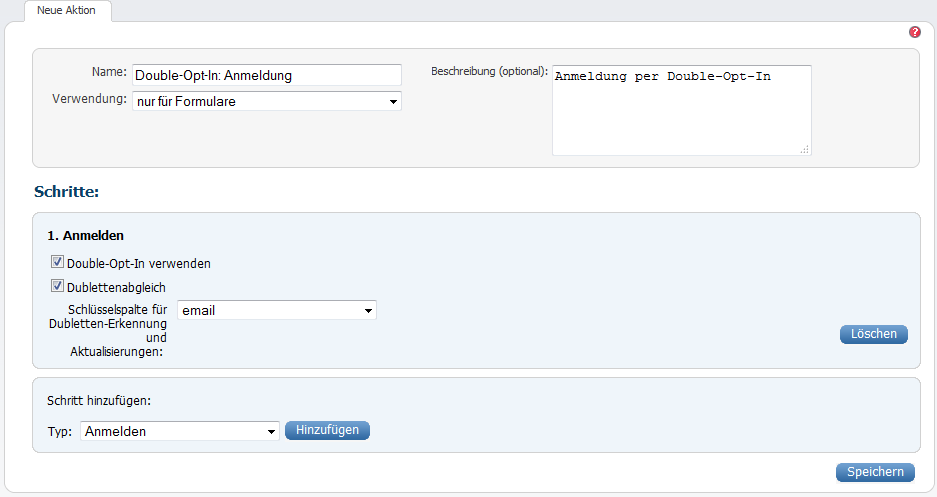 Neue Aktion
?
Name: Double-Opt-In: Anmeldung
Beschreibung (optional): Anmeldung per Double-Opt-In
Verwendung: nur für Formulare
Schritte:
1. Anmelden
Double-Opt-In verwenden
Dublettenabgleich
Schlüsselspalte für email
Dubletten-Erkennung
und
Aktualisierungen:
Löschen
Schritt hinzufügen:
Typ: Anmelden Hinzufügen
Speichern